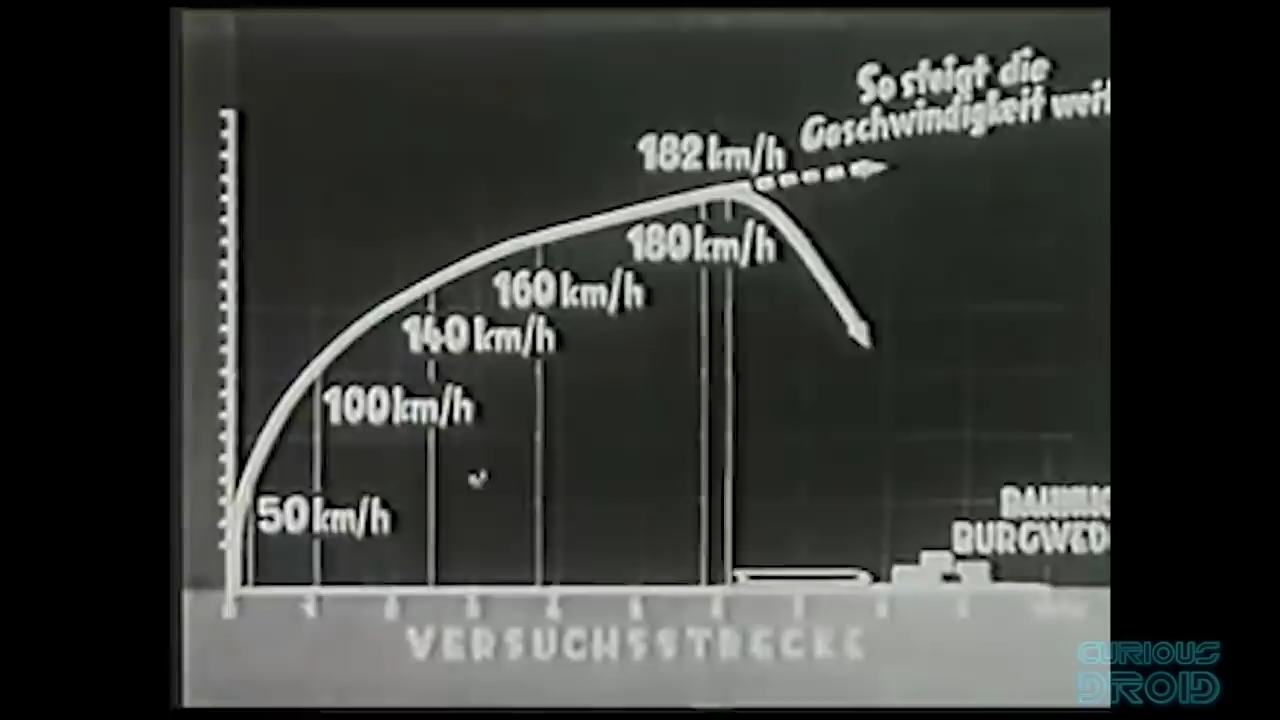 So steigt die
Geschwindigkeit weit
182 km/h
180 km/h
160 km/h
140 km/h
100 km/h
50 km/h
BURGWED
VERSUCHSSTRECKE
CURIOUS
DROID